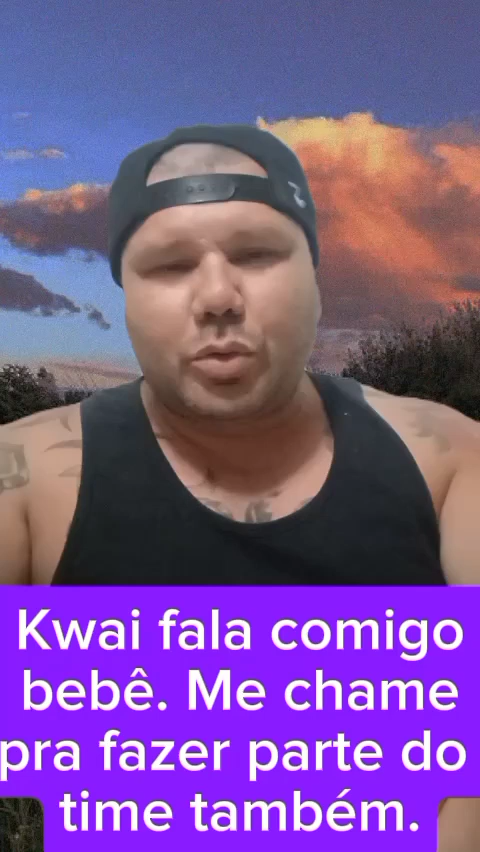 Kwai fala comigo
bebê. Me chame
pra fazer parte do
time também.